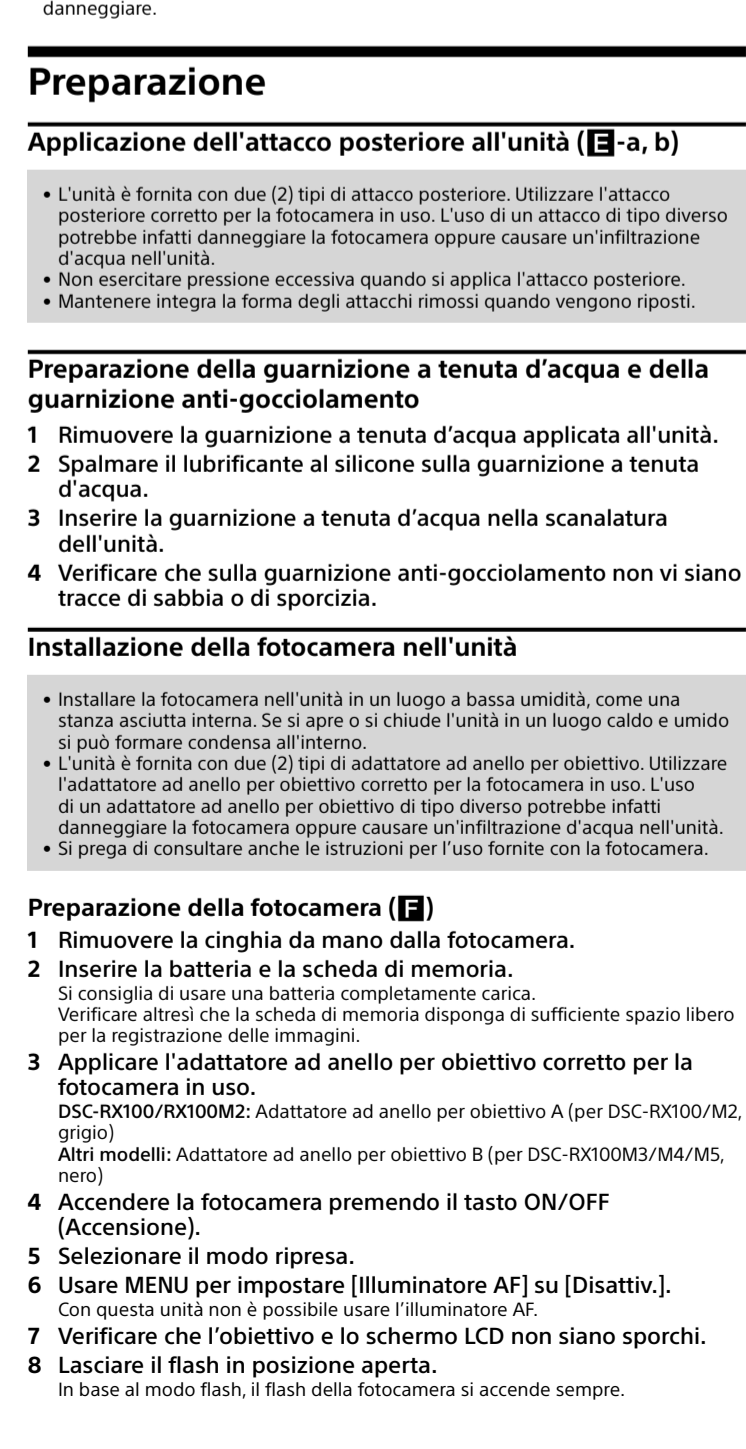 danneggiare.
Preparazione
Applicazione dell'attacco posteriore all'unità (E-a, b)
• L'unità è fornita con due (2) tipi di attacco posteriore. Utilizzare l'attacco
posteriore corretto per la fotocamera in uso. L'uso di un attacco di tipo diverso
potrebbe infatti danneggiare la fotocamera oppure causare un'infiltrazione
d'acqua nell'unità.
• Non esercitare pressione eccessiva quando si applica l'attacco posteriore.
• Mantenere integra la forma degli attacchi rimossi quando vengono riposti.
Preparazione della guarnizione a tenuta d’acqua e della
guarnizione anti-gocciolamento
1 Rimuovere la guarnizione a tenuta d’acqua applicata all'unità.
2 Spalmare il lubrificante al silicone sulla guarnizione a tenuta
d'acqua.
3 Inserire la guarnizione a tenuta d’acqua nella scanalatura
dell'unità.
4 Verificare che sulla guarnizione anti-gocciolamento non vi siano
tracce di sabbia o di sporcizia.
Installazione della fotocamera nell'unità
• Installare la fotocamera nell'unità in un luogo a bassa umidità, come una
stanza asciutta interna. Se si apre o si chiude l'unità in un luogo caldo e umido
si può formare condensa all'interno.
• L'unità è fornita con due (2) tipi di adattatore ad anello per obiettivo. Utilizzare
l'adattatore ad anello per obiettivo corretto per la fotocamera in uso. L'uso
di un adattatore ad anello per obiettivo di tipo diverso potrebbe infatti
danneggiare la fotocamera oppure causare un'infiltrazione d'acqua nell'unità.
• Si prega di consultare anche le istruzioni per l’uso fornite con la fotocamera.
Preparazione della fotocamera (F)
1 Rimuovere la cinghia da mano dalla fotocamera.
2 Inserire la batteria e la scheda di memoria.
Si consiglia di usare una batteria completamente carica.
Verificare altresì che la scheda di memoria disponga di sufficiente spazio libero
per la registrazione delle immagini.
3 Applicare l'adattatore ad anello per obiettivo corretto per la
fotocamera in uso.
DSC-RX100/RX100M2: Adattatore ad anello per obiettivo A (per DSC-RX100/M2,
grigio)
Altri modelli: Adattatore ad anello per obiettivo B (per DSC-RX100M3/M4/M5,
nero)
4 Accendere la fotocamera premendo il tasto ON/OFF
(Accensione).
5 Selezionare il modo ripresa.
6 Usare MENU per impostare [Illuminatore AF] su [Disattiv.].
Con questa unità non è possibile usare l’illuminatore AF.
7 Verificare che l’obiettivo e lo schermo LCD non siano sporchi.
8 Lasciare il flash in posizione aperta.
In base al modo flash, il flash della fotocamera si accende sempre.